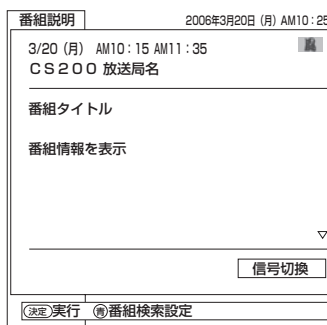 番組説明 2006年3月20日（月）AM10：25
3/20（月） AM10：15 AM11：35
ＣＳ２００ 放送局名
番組タイトル
番組情報を表示
信号切換
決定 実行 青 番組検索設定